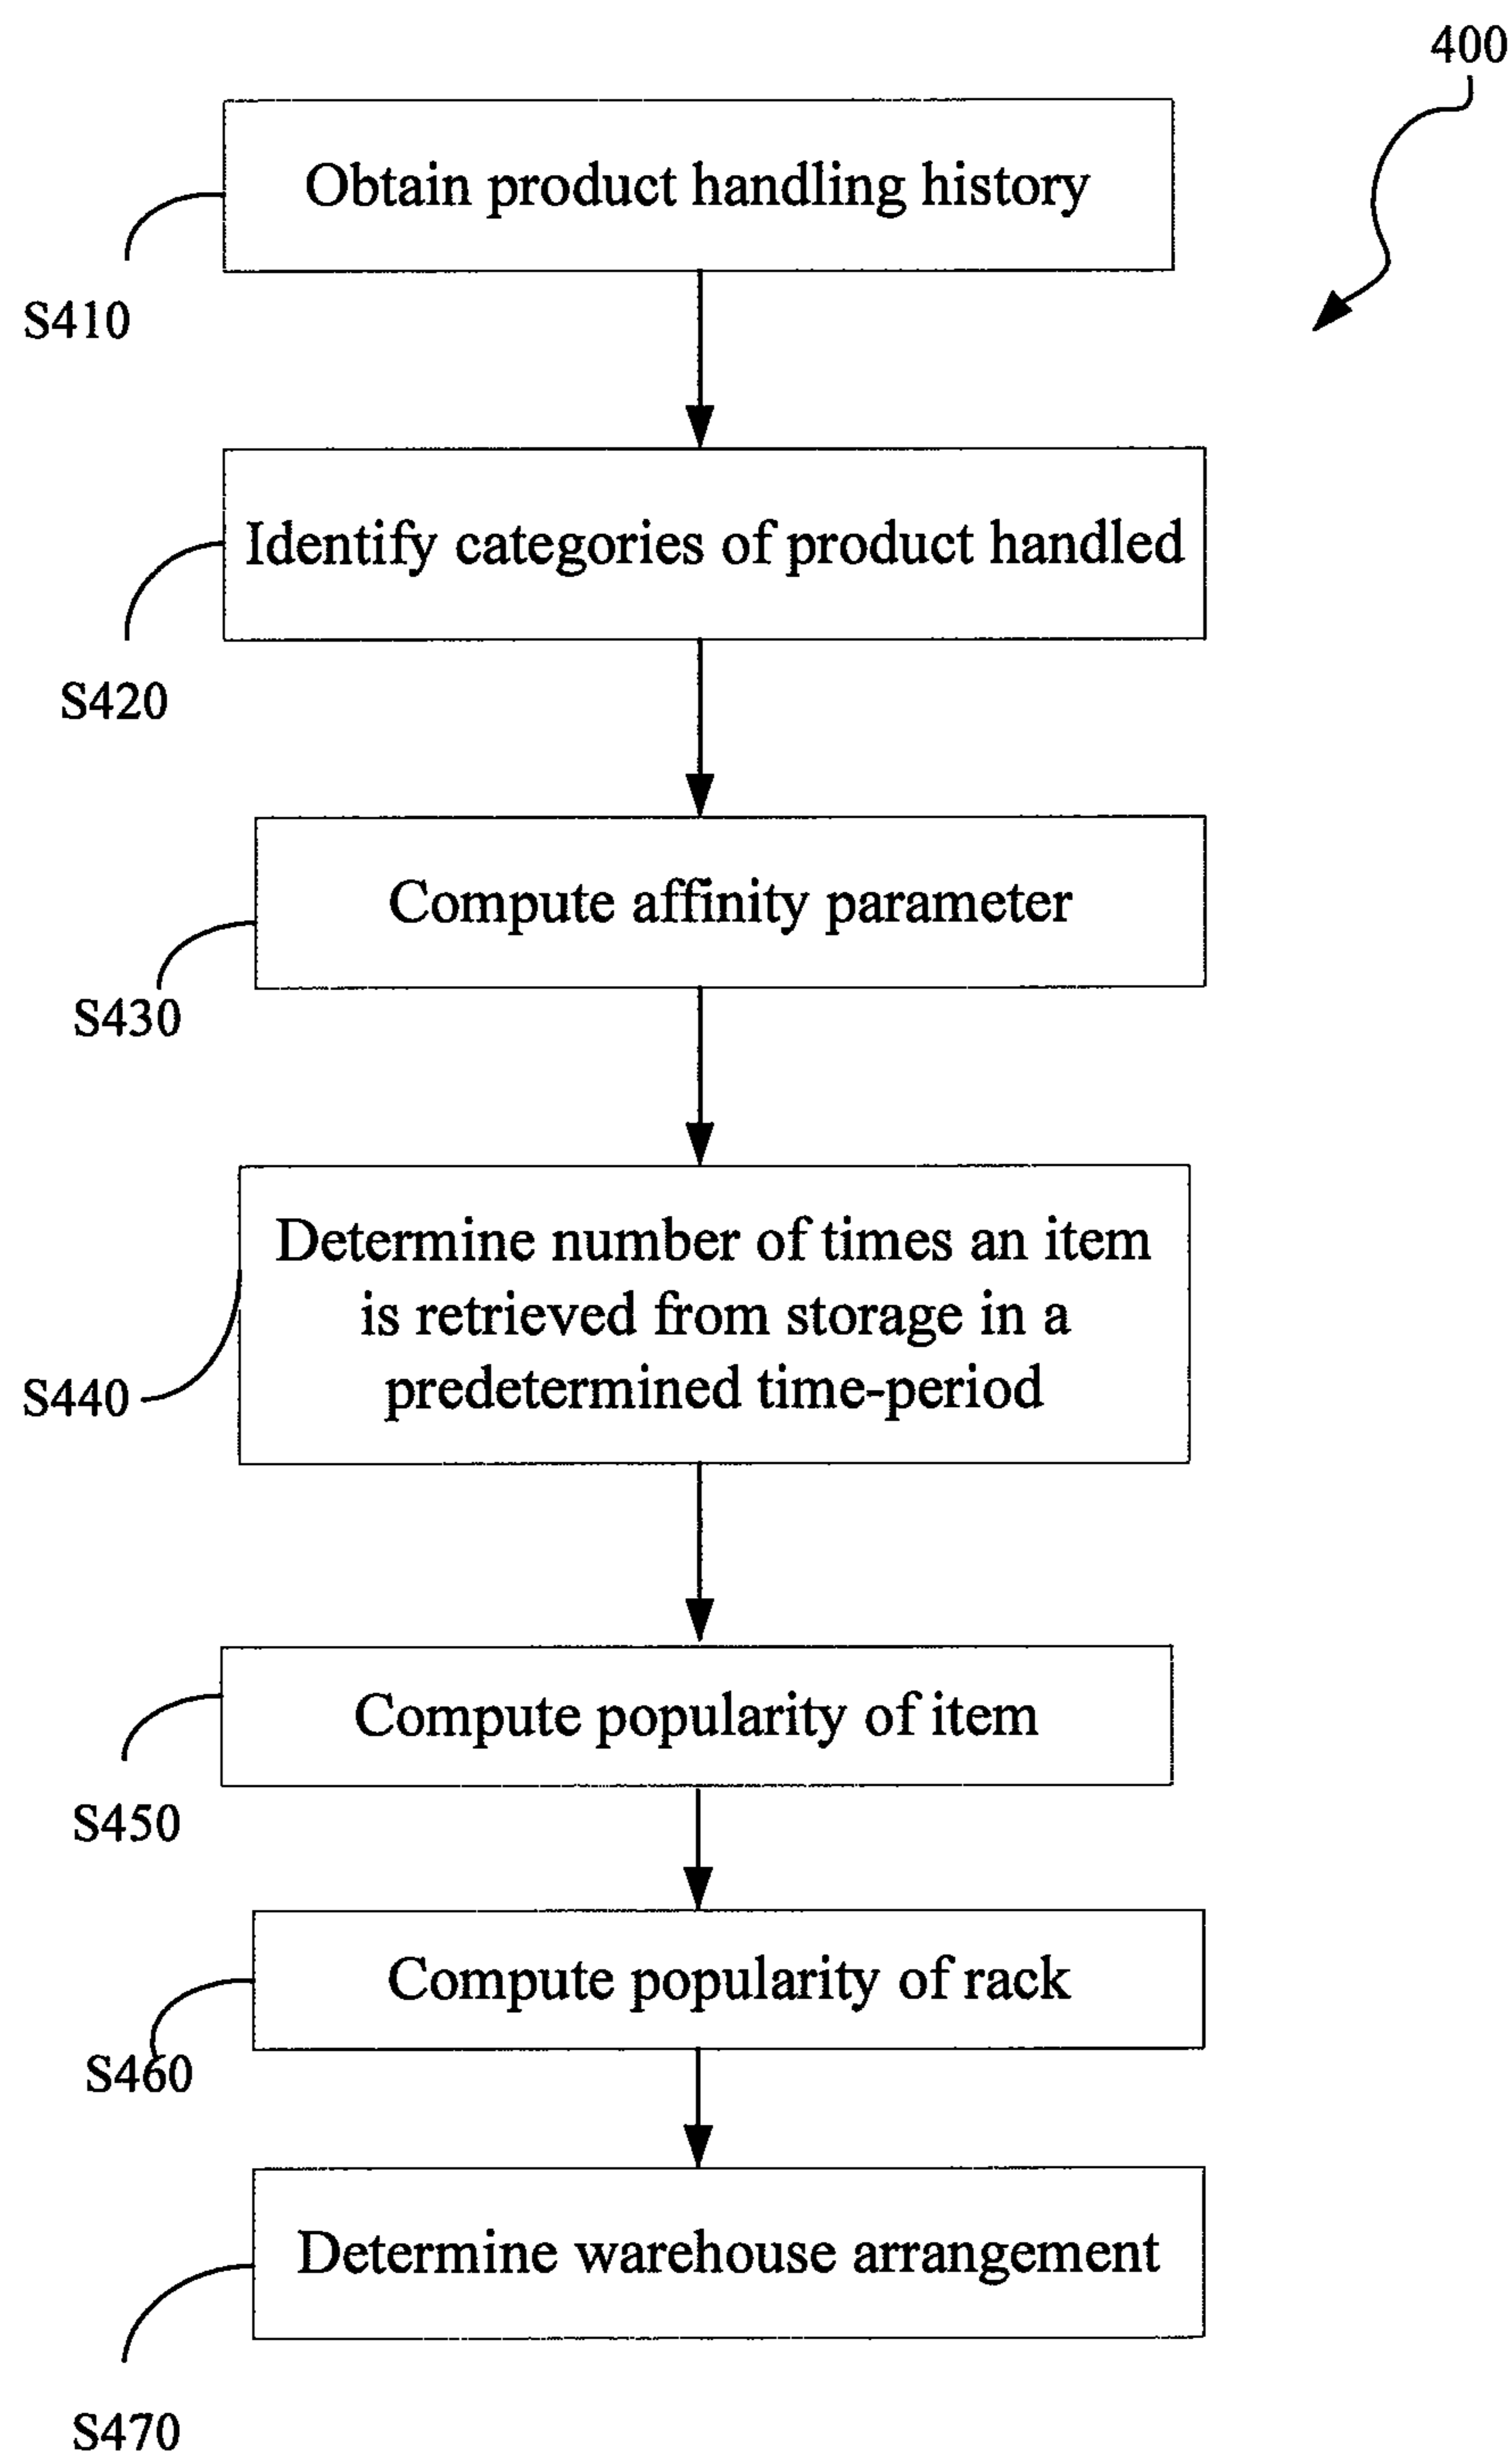 400
Obtain product handling history
S410
Identify categories of product handled
S420
Compute affinity parameter
S430
Determine number of times an item
is retrieved from storage in a
predetermined time-period
S440
Compute popularity of item
S450
Compute popularity of rack
S460
Determine warehouse arrangement
S470